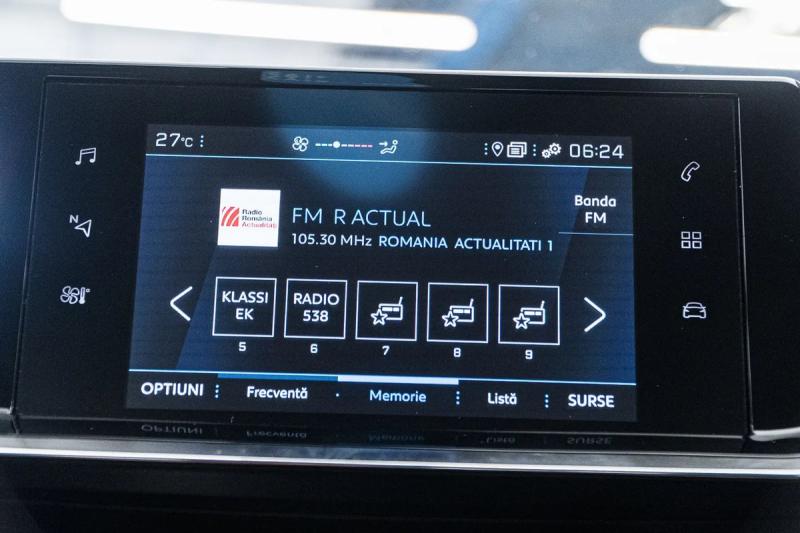 27°C
06:24
N
Radio
România
Actualități
FM R ACTUAL
105.30 MHz ROMANIA ACTUALITATI 1
Banda
FM
KLASSI
EK
RADIO
538
5
6
7
8
9
OPTIUNI
Frecvență
Memorie
Listă
SURSE